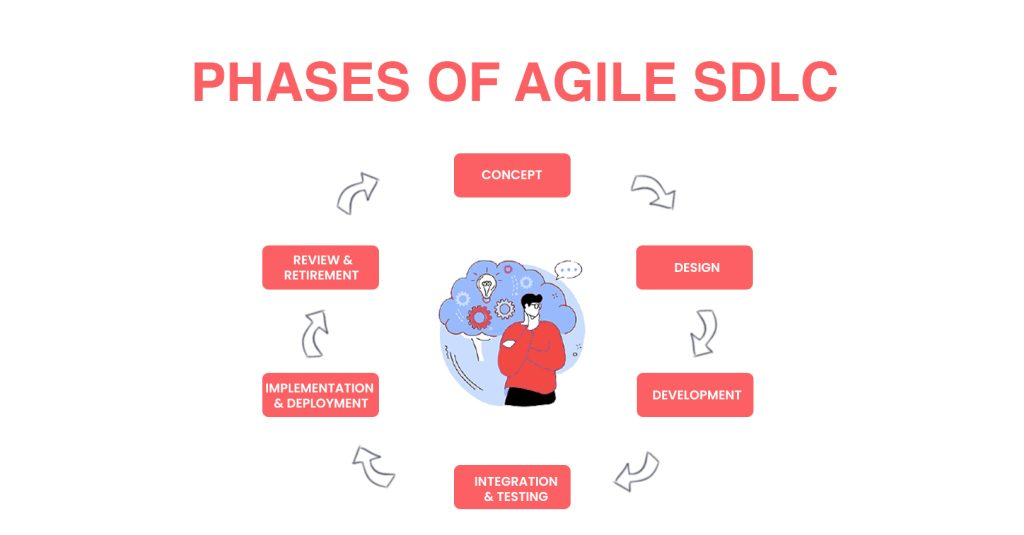 PHASES OF AGILE SDLC
CONCEPT
DESIGN
DEVELOPMENT
INTEGRATION
& TESTING
IMPLEMENTATION
& DEPLOYMENT
REVIEW &
RETIREMENT